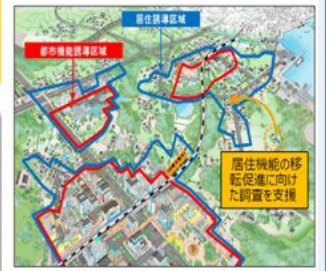 居住誘導区域
都市機能誘導区域
居住機能の移
転促進に向け
た調査を支援